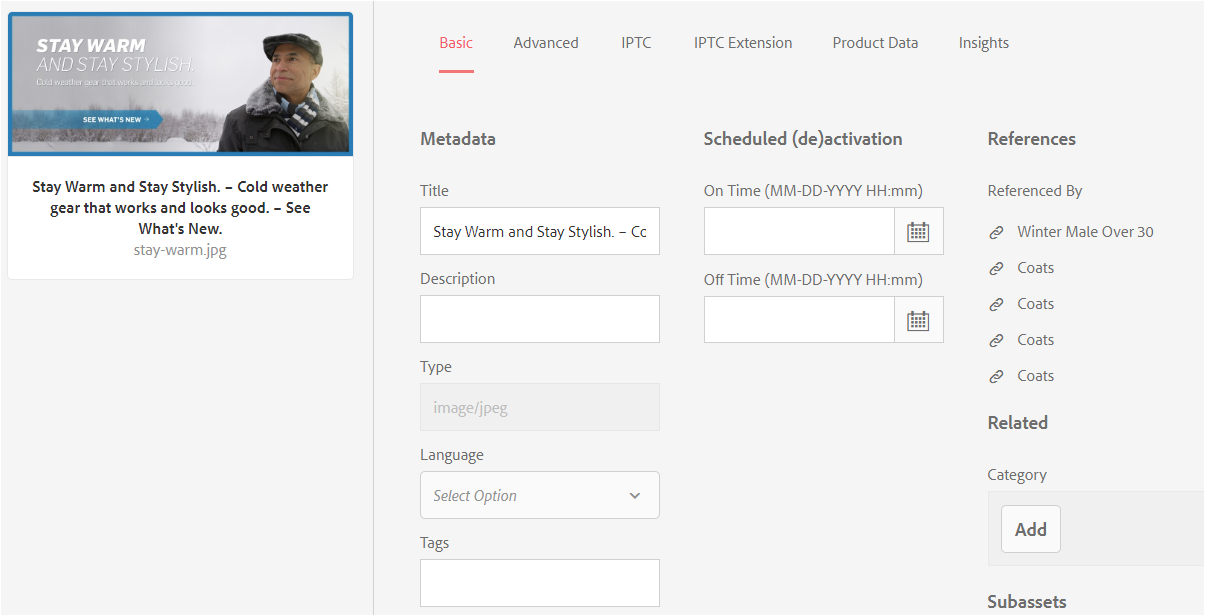 STAY WARM
AND STAY STYLISH.
Cold weather gear that works and looks good.
SEE WHAT'S NEW →
Stay Warm and Stay Stylish. – Cold weather
gear that works and looks good. – See
What's New.
stay-warm.jpg
Basic Advanced IPTC IPTC Extension Product Data Insights
Metadata
Title
Stay Warm and Stay Stylish. – Co
Description
Type
image/jpeg
Language
Select Option
Tags
Scheduled (de)activation
On Time (MM-DD-YYYY HH:mm)
Off Time (MM-DD-YYYY HH:mm)
References
Referenced By
Winter Male Over 30
Coats
Coats
Coats
Coats
Related
Category
Add
Subassets